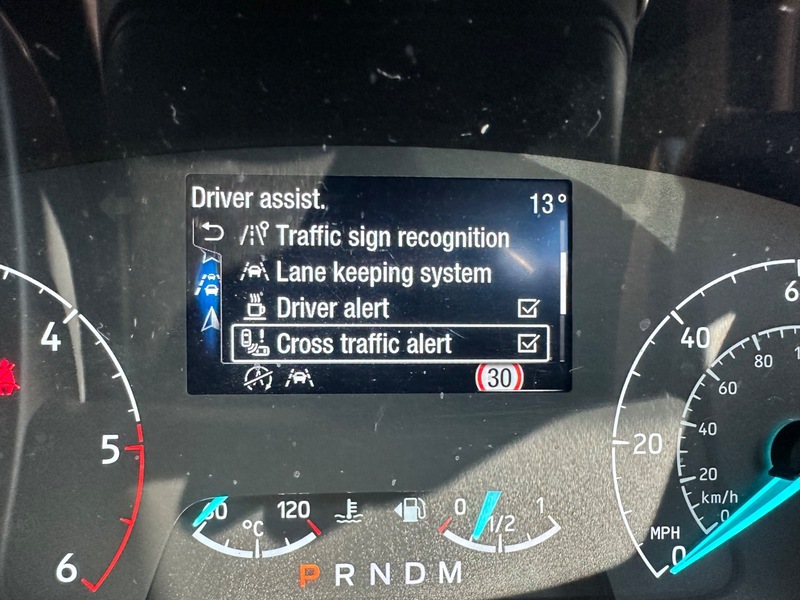 Driver assist.
13°
Traffic sign recognition
Lane keeping system
Driver alert
Cross traffic alert
30
4
5
6
120
°C
0
1/2
1
P R N D M
60
40
20
0
MPH
80
60
40
20
0
km/h